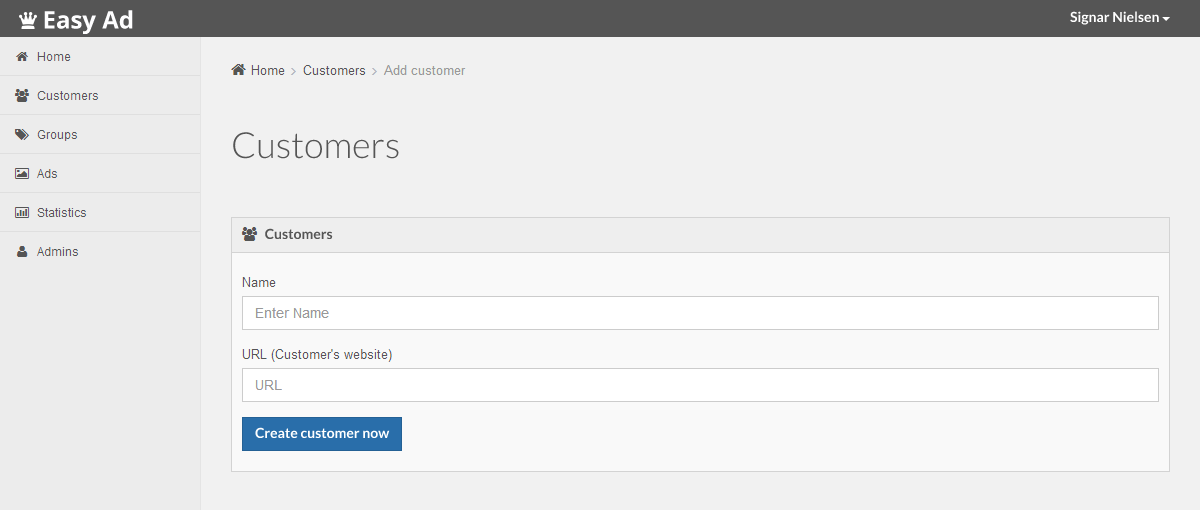 Easy Ad
Signar Nielsen
Home
Customers
Groups
Ads
Statistics
Admins
Home > Customers > Add customer
Customers
Customers
Name
Enter Name
URL (Customer's website)
URL
Create customer now